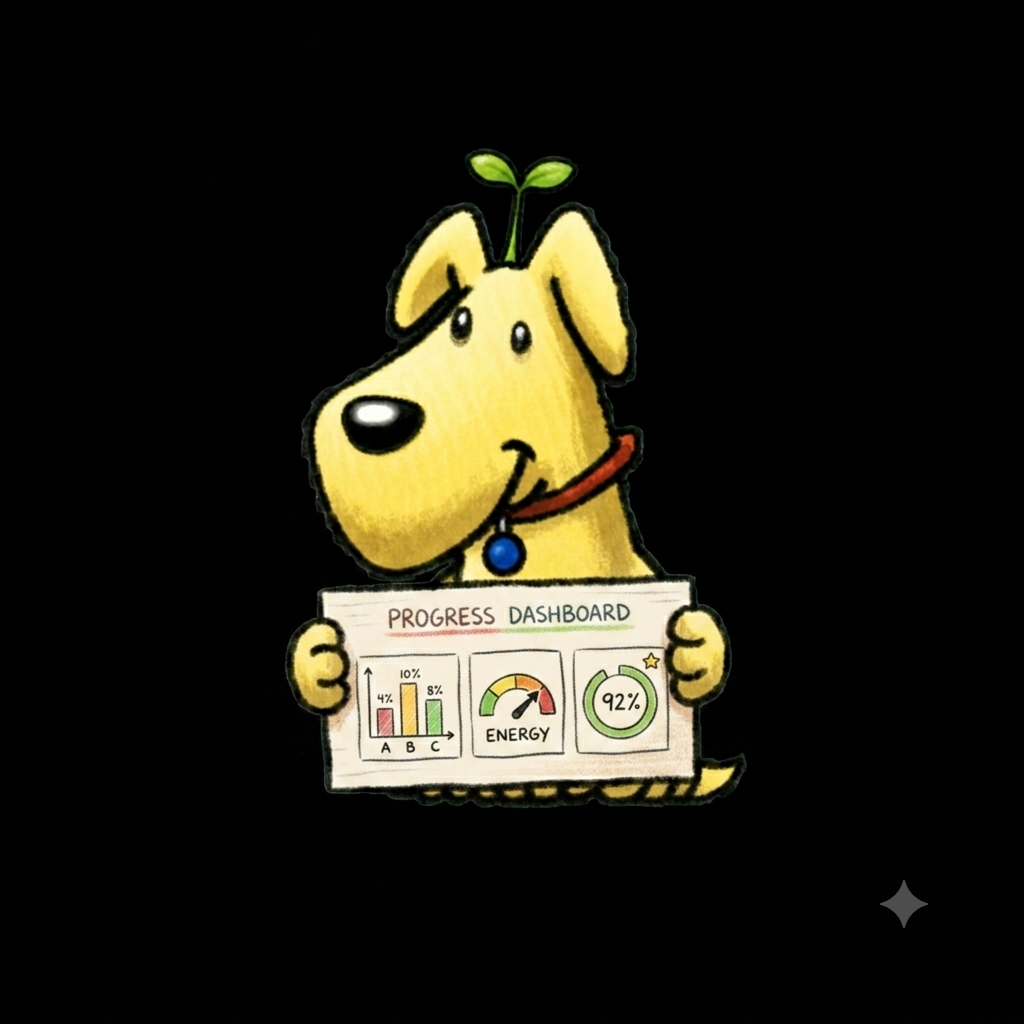 PROGRESS DASHBOARD
4% 10% 8%
A B C
ENERGY
92%